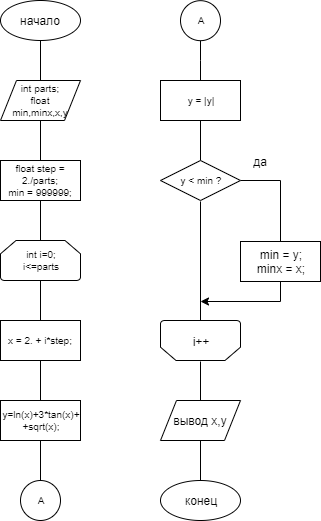 начало
int parts;
float
min,minx,x,y
float step =
2./parts;
min = 999999;
int i=0;
i<=parts
x = 2. + i*step;
y=ln(x)+3*tan(x)+
+sqrt(x);
A
A
y = |y|
y < min ?
да
min = y;
minx = x;
i++
вывод x,y
конец